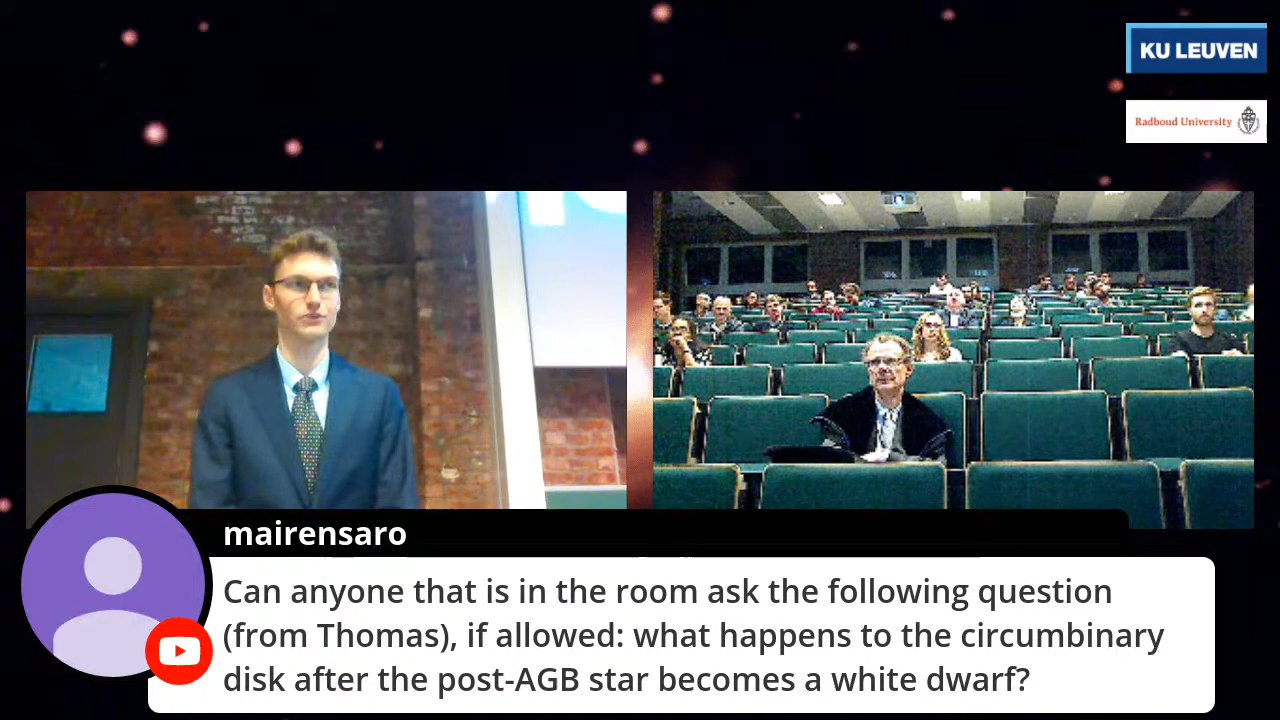 KU LEUVEN
Radboud University
mairensaro
Can anyone that is in the room ask the following question
(from Thomas), if allowed: what happens to the circumbinary
disk after the post-AGB star becomes a white dwarf?